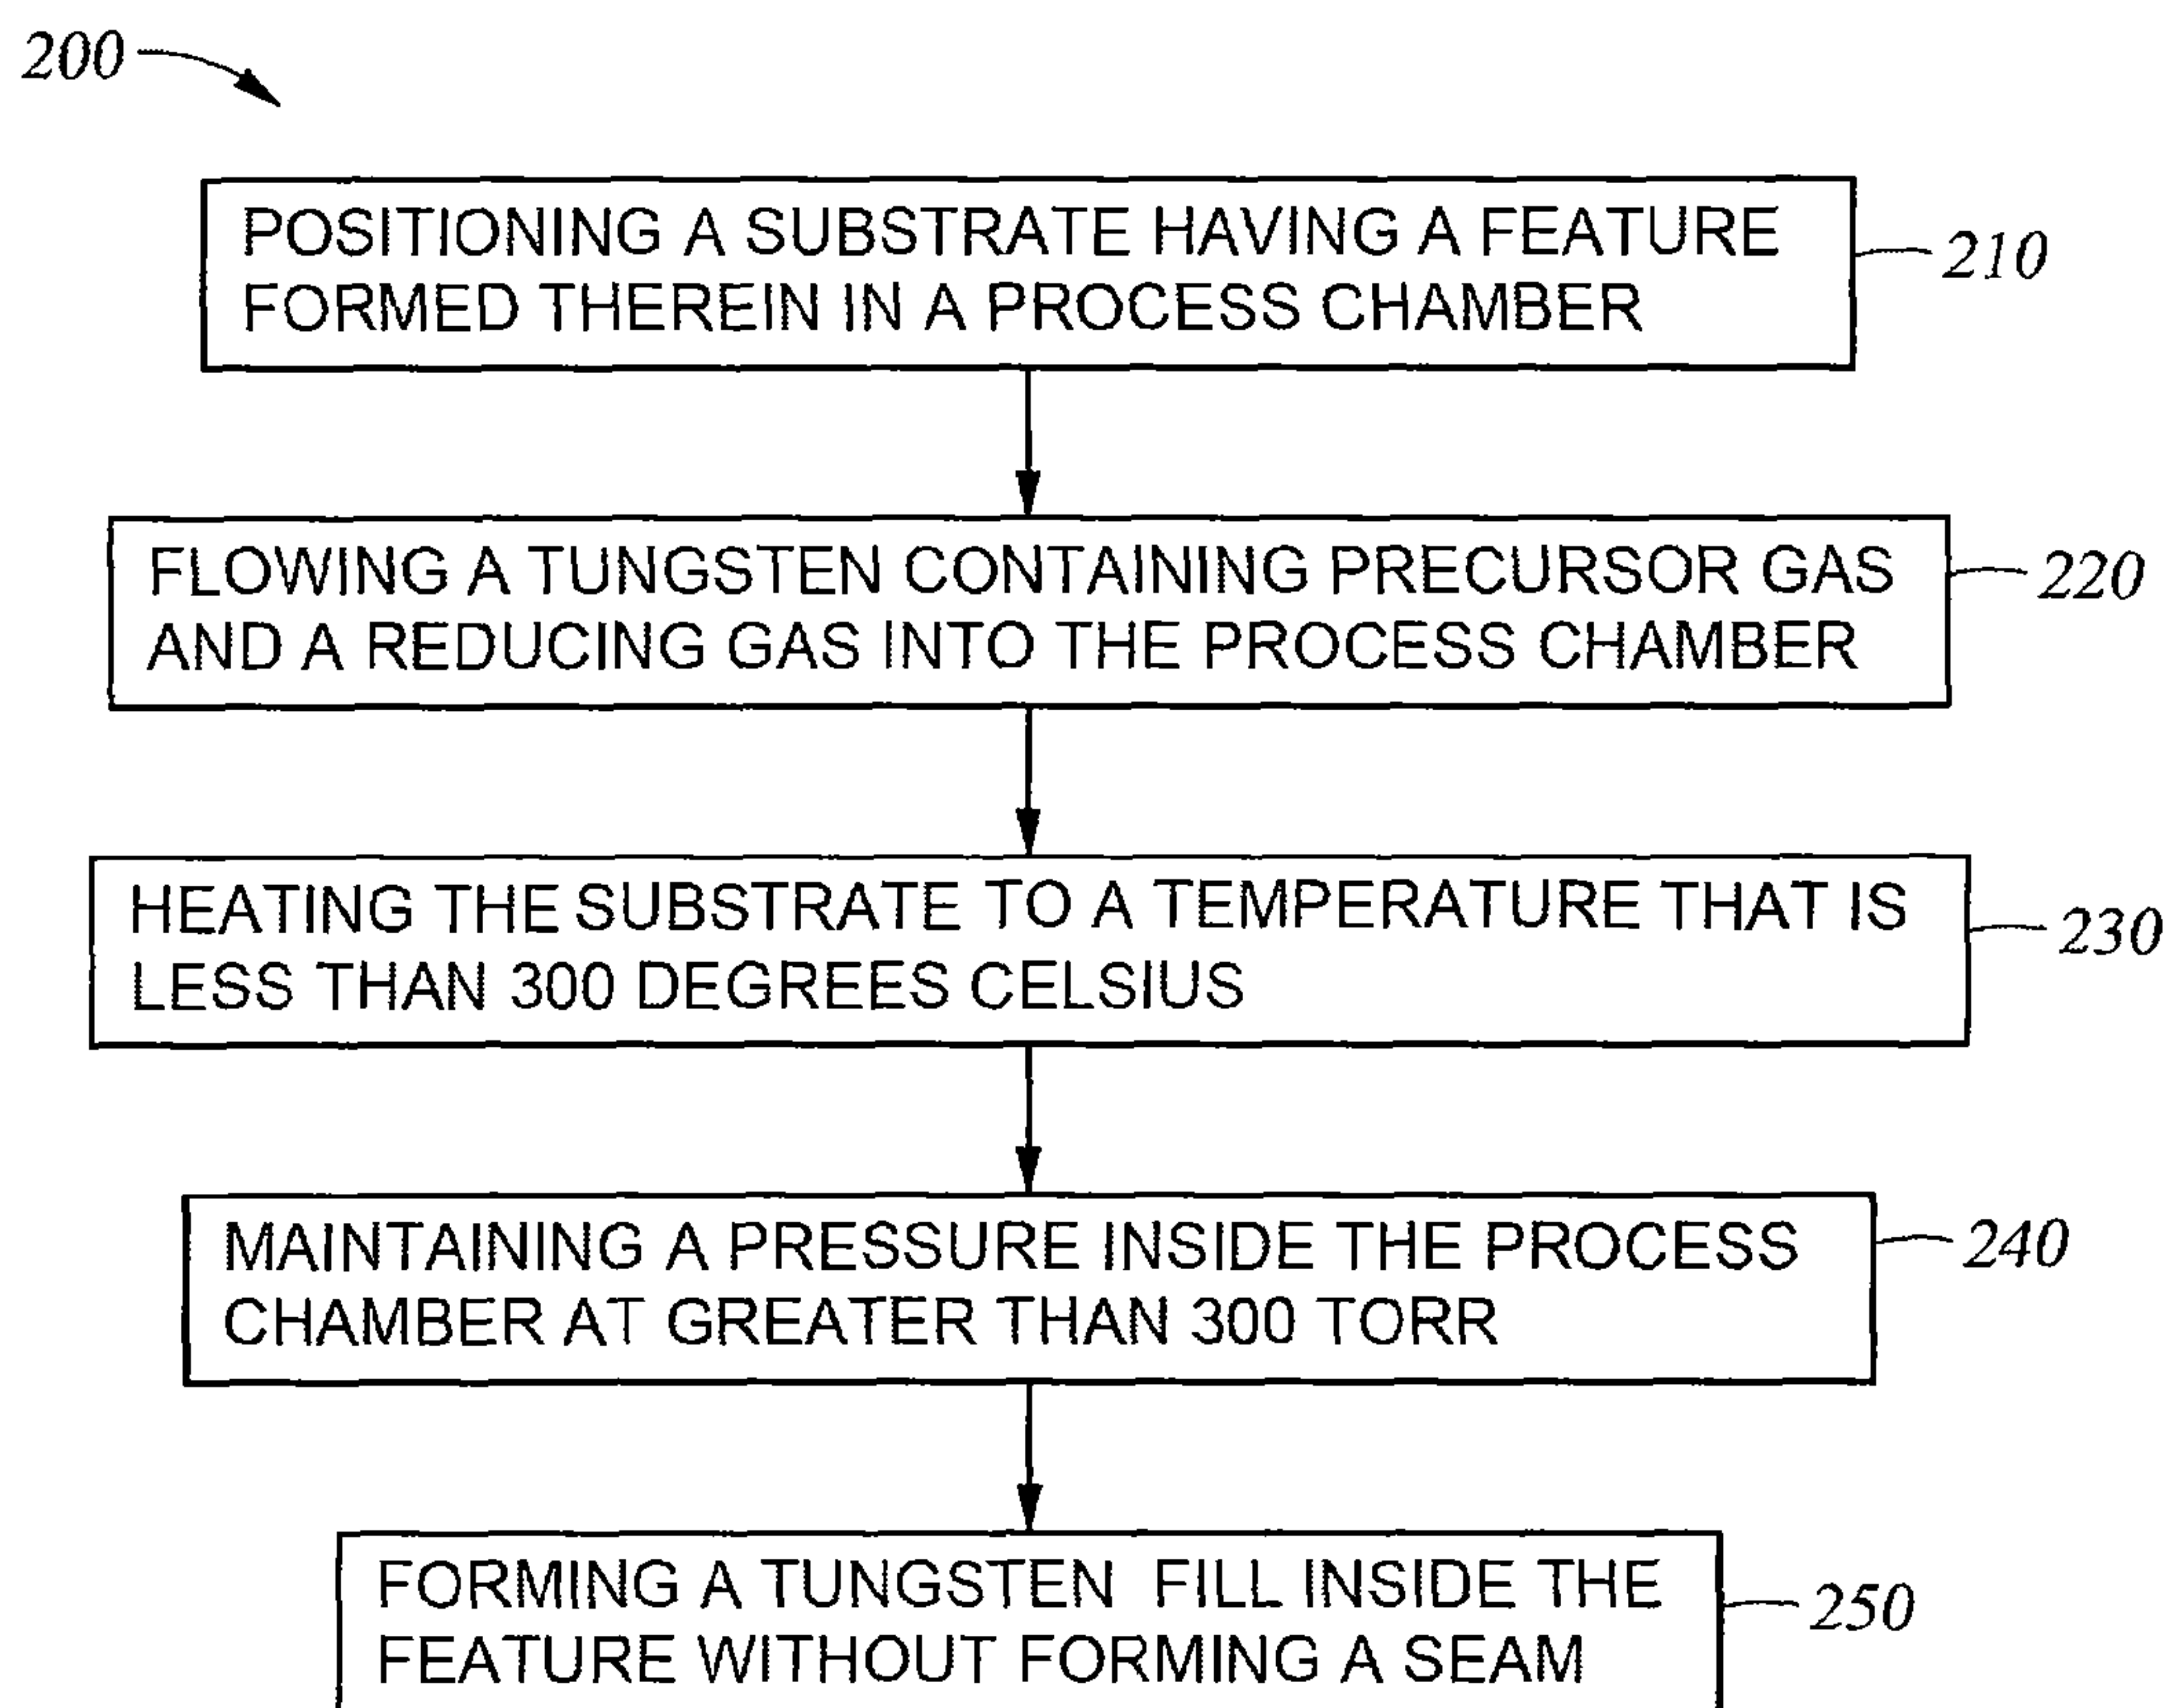 200
POSITIONING A SUBSTRATE HAVING A FEATURE
FORMED THEREIN IN A PROCESS CHAMBER
210
FLOWING A TUNGSTEN CONTAINING PRECURSOR GAS
AND A REDUCING GAS INTO THE PROCESS CHAMBER
220
HEATING THE SUBSTRATE TO A TEMPERATURE THAT IS
LESS THAN 300 DEGREES CELSIUS
230
MAINTAINING A PRESSURE INSIDE THE PROCESS
CHAMBER AT GREATER THAN 300 TORR
240
FORMING A TUNGSTEN FILL INSIDE THE
FEATURE WITHOUT FORMING A SEAM
250